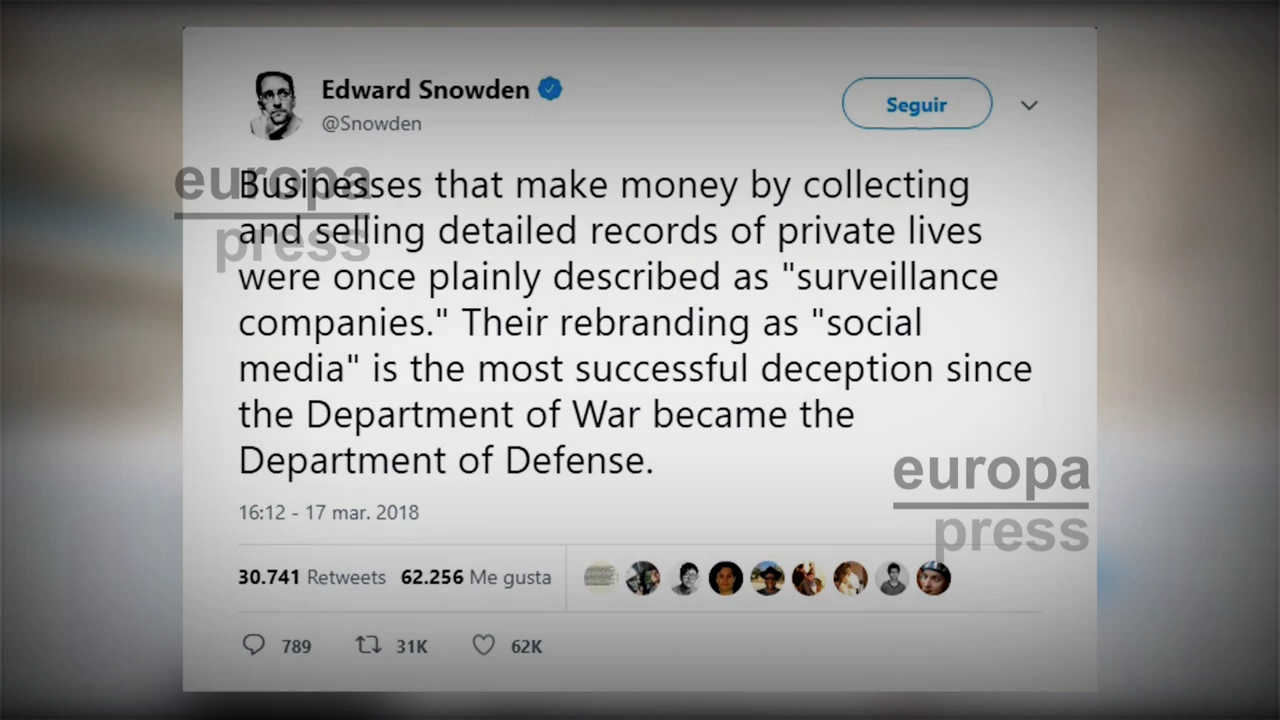 Edward Snowden
@Snowden
Seguir
europa
press
Businesses that make money by collecting
and selling detailed records of private lives
were once plainly described as "surveillance
companies." Their rebranding as "social
media" is the most successful deception since
the Department of War became the
Department of Defense.
europa
press
16:12 - 17 mar. 2018
30.741 Retweets 62.256 Me gusta
789 31K 62K